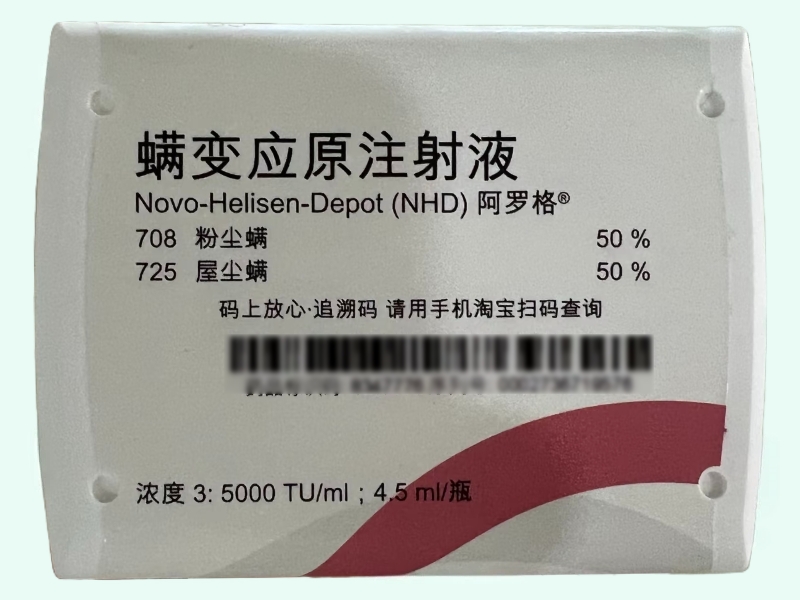 螨变应原注射液
Novo-Helisen-Depot (NHD) 阿罗格®
708 粉尘螨 50 %
725 屋尘螨 50 %
码上放心·追溯码 请用手机淘宝扫码查询
浓度 3: 5000 TU/ml；4.5 ml/瓶